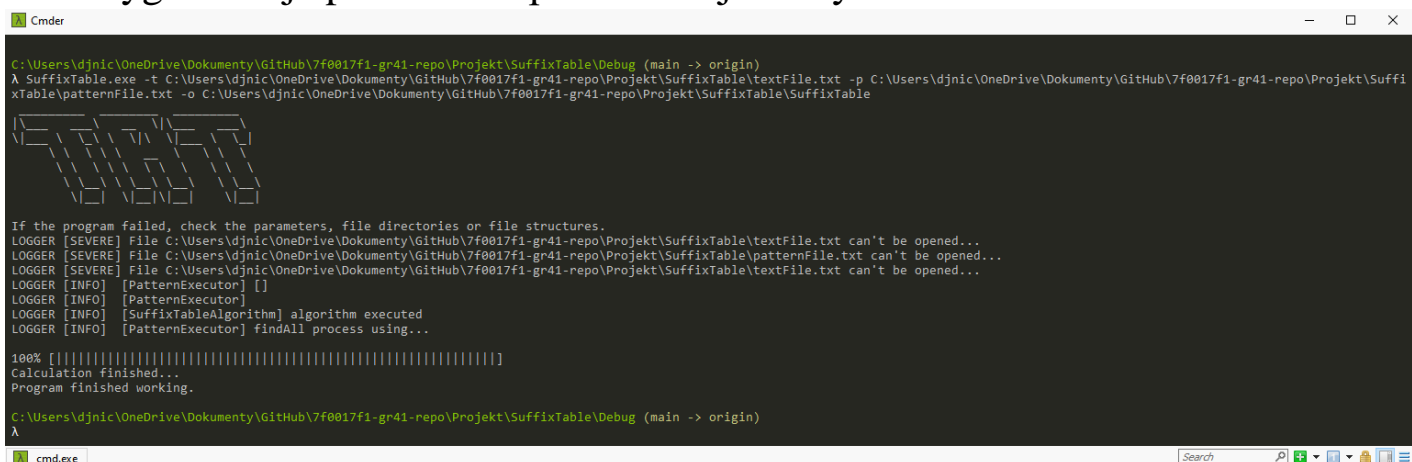 Cmder
C:\Users\djnic\OneDrive\Dokumenty\GitHub\7f0017f1-gr41-repo\Projekt\SuffixTable\Debug (main -> origin)
λ SuffixTable.exe -t C:\Users\djnic\OneDrive\Dokumenty\GitHub\7f0017f1-gr41-repo\Projekt\SuffixTable\textFile.txt -p C:\Users\djnic\OneDrive\Dokumenty\GitHub\7f0017f1-gr41-repo\Projekt\Suffi
xTable\patternFile.txt -o C:\Users\djnic\OneDrive\Dokumenty\GitHub\7f0017f1-gr41-repo\Projekt\SuffixTable\SuffixTable
If the program failed, check the parameters, file directories or file structures.
LOGGER [SEVERE] File C:\Users\djnic\OneDrive\Dokumenty\GitHub\7f0017f1-gr41-repo\Projekt\SuffixTable\textFile.txt can't be opened...
LOGGER [SEVERE] File C:\Users\djnic\OneDrive\Dokumenty\GitHub\7f0017f1-gr41-repo\Projekt\SuffixTable\patternFile.txt can't be opened...
LOGGER [SEVERE] File C:\Users\djnic\OneDrive\Dokumenty\GitHub\7f0017f1-gr41-repo\Projekt\SuffixTable\textFile.txt can't be opened...
LOGGER [INFO] [PatternExecutor] []
LOGGER [INFO] [PatternExecutor]
LOGGER [INFO] [SuffixTableAlgorithm] algorithm executed
LOGGER [INFO] [PatternExecutor] findAll process using...
100% [||||||||||||||||||||||||||||||||||||||||||||||||||||||||||||]
Calculation finished...
Program finished working.
C:\Users\djnic\OneDrive\Dokumenty\GitHub\7f0017f1-gr41-repo\Projekt\SuffixTable\Debug (main -> origin)
λ
cmd.exe
Search